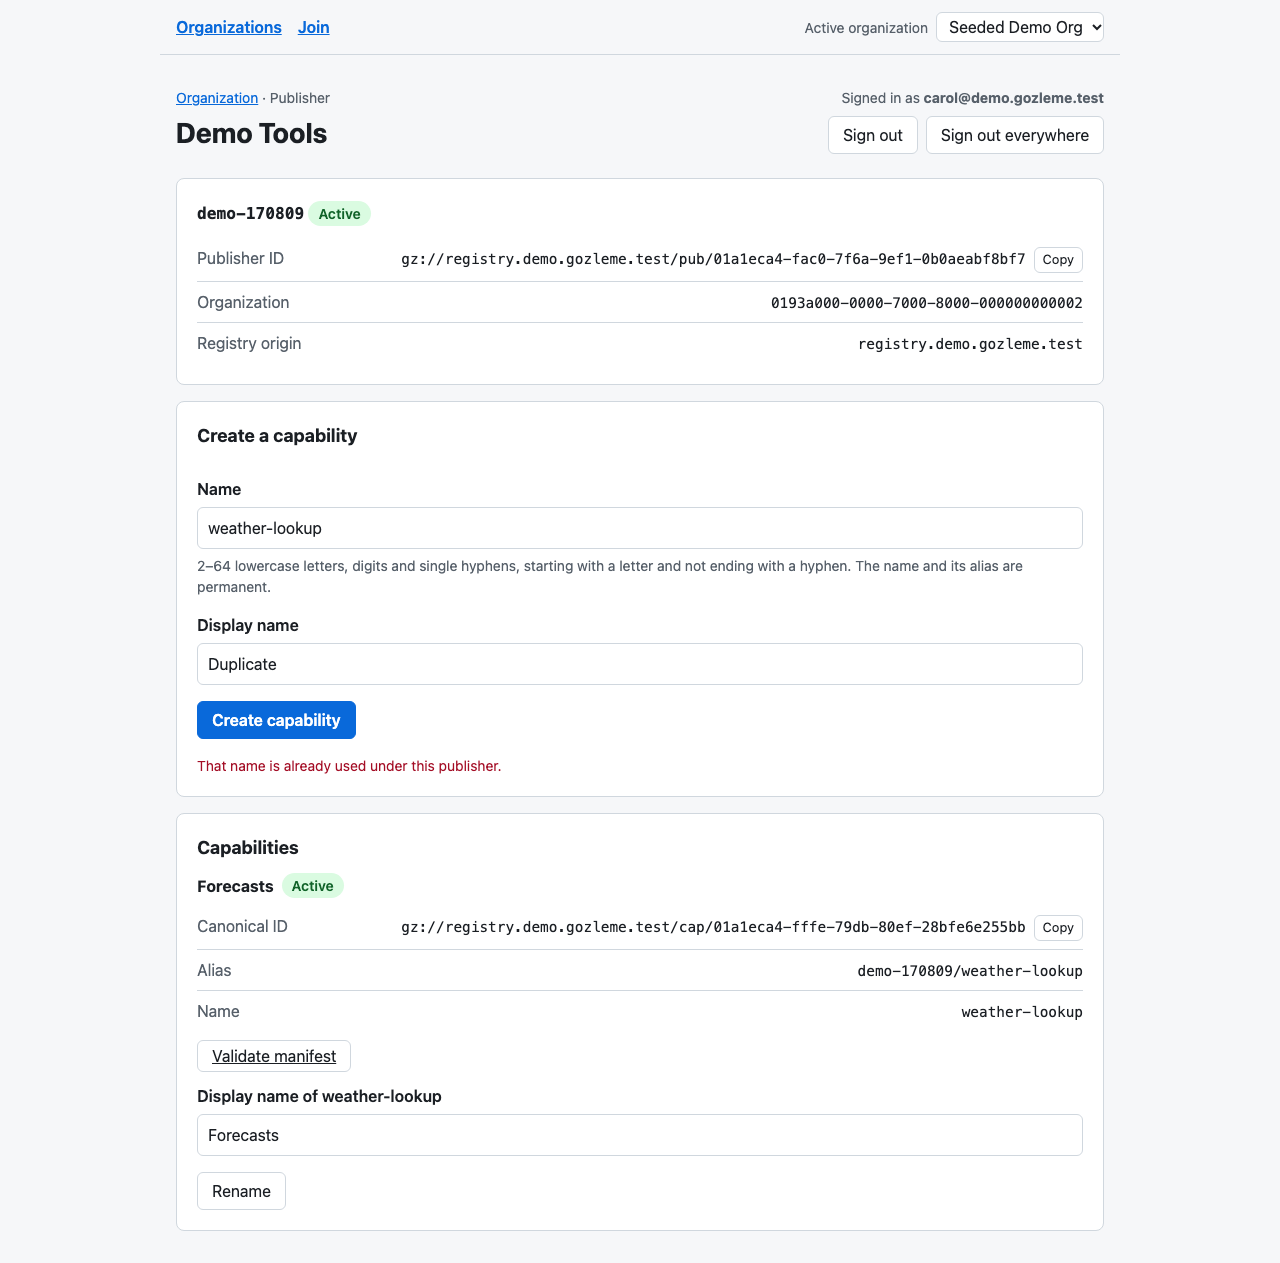 Organizations Join Active organization Seeded Demo Org
Organization · Publisher Signed in as carol@demo.gozleme.test
Demo Tools Sign out Sign out everywhere
demo-170809 Active
Publisher ID gz://registry.demo.gozleme.test/pub/01a1eca4-fac0-7f6a-9ef1-0b0aeabf8bf7 Copy
Organization 0193a000-0000-7000-8000-000000000002
Registry origin registry.demo.gozleme.test
Create a capability
Name
weather-lookup
2–64 lowercase letters, digits and single hyphens, starting with a letter and not ending with a hyphen. The name and its alias are
permanent.
Display name
Duplicate
Create capability
That name is already used under this publisher.
Capabilities
Forecasts Active
Canonical ID gz://registry.demo.gozleme.test/cap/01a1eca4-fffe-79db-80ef-28bfe6e255bb Copy
Alias demo-170809/weather-lookup
Name weather-lookup
Validate manifest
Display name of weather-lookup
Forecasts
Rename